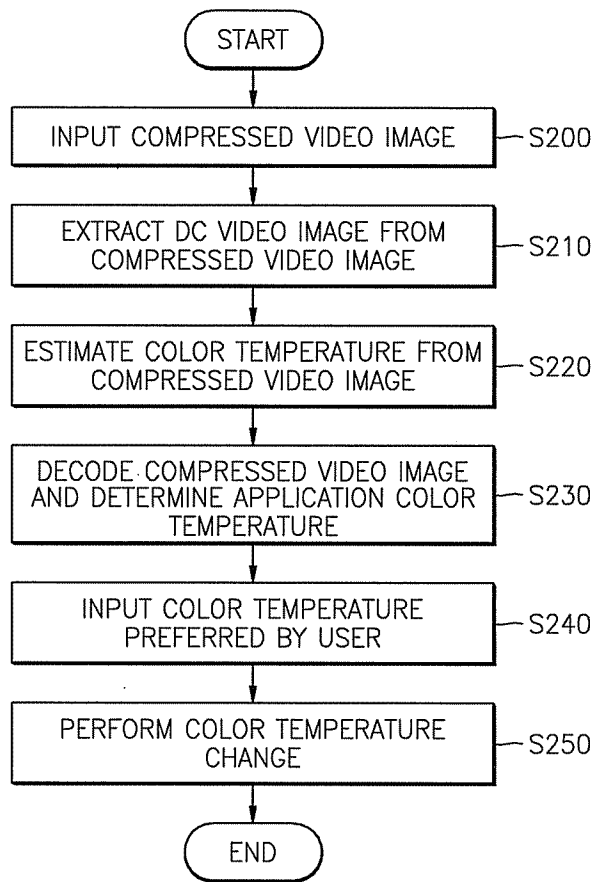 START
INPUT COMPRESSED VIDEO IMAGE
S200
EXTRACT DC VIDEO IMAGE FROM
COMPRESSED VIDEO IMAGE
S210
ESTIMATE COLOR TEMPERATURE FROM
COMPRESSED VIDEO IMAGE
S220
DECODE COMPRESSED VIDEO IMAGE
AND DETERMINE APPLICATION COLOR
TEMPERATURE
S230
INPUT COLOR TEMPERATURE
PREFERRED BY USER
S240
PERFORM COLOR TEMPERATURE
CHANGE
S250
END